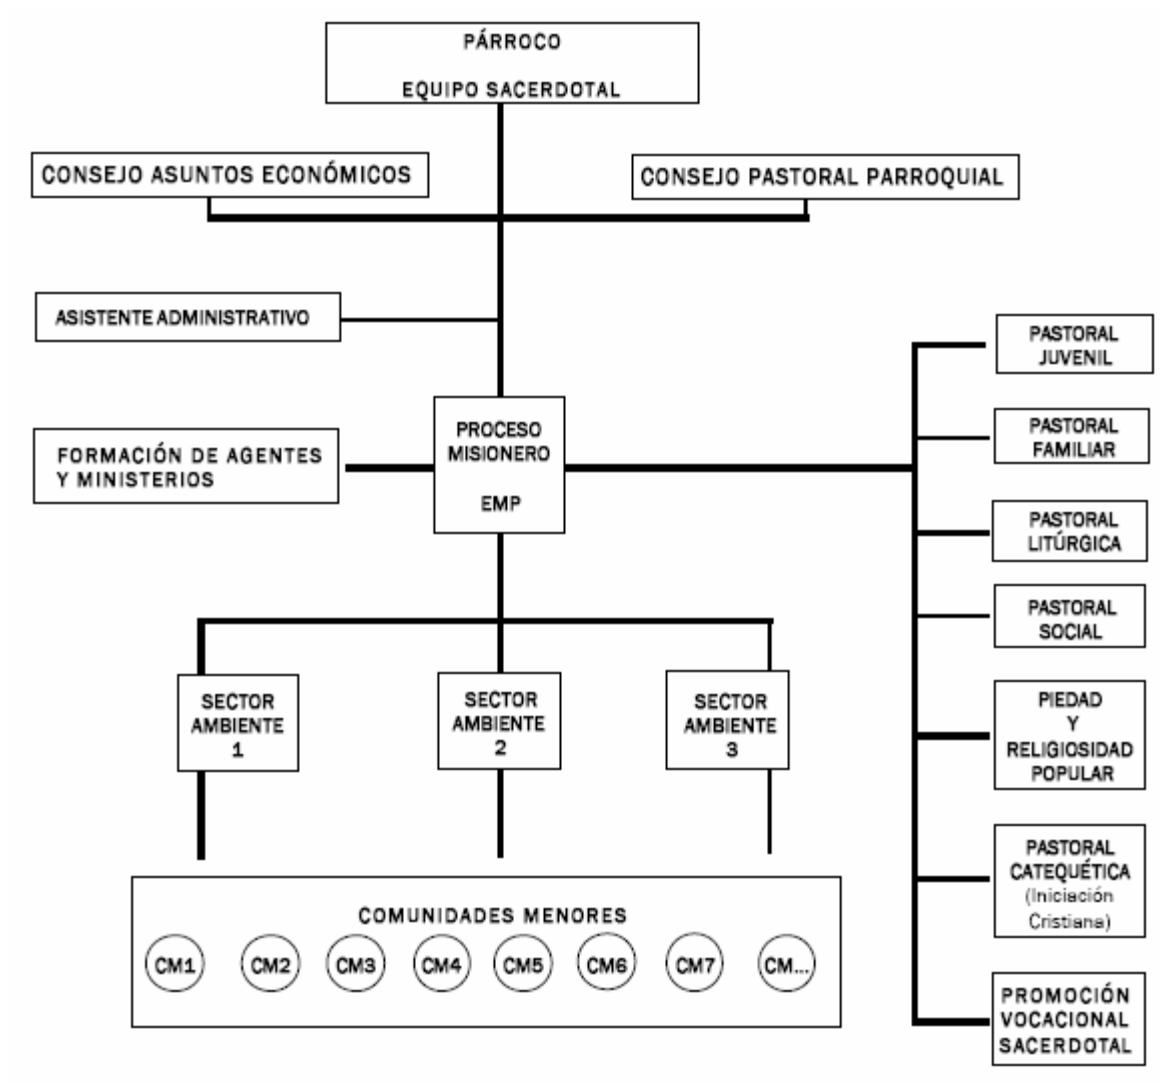 PÁRROCO
EQUIPO SACERDOTAL
CONSEJO ASUNTOS ECONÓMICOS
CONSEJO PASTORAL PARROQUIAL
ASISTENTE ADMINISTRATIVO
PASTORAL
JUVENIL
PROCESO
MISIONERO
EMP
FORMACIÓN DE AGENTES
Y MINISTERIOS
PASTORAL
FAMILIAR
PASTORAL
LITÚRGICA
PASTORAL
SOCIAL
SECTOR
AMBIENTE
1
SECTOR
AMBIENTE
2
SECTOR
AMBIENTE
3
PIEDAD
Y
RELIGIOSIDAD
POPULAR
PASTORAL
CATEQUÉTICA
(Iniciación
Cristiana)
COMUNIDADES MENORES
CM1 CM2 CM3 CM4 CM5 CM6 CM7 CM...
PROMOCIÓN
VOCACIONAL
SACERDOTAL